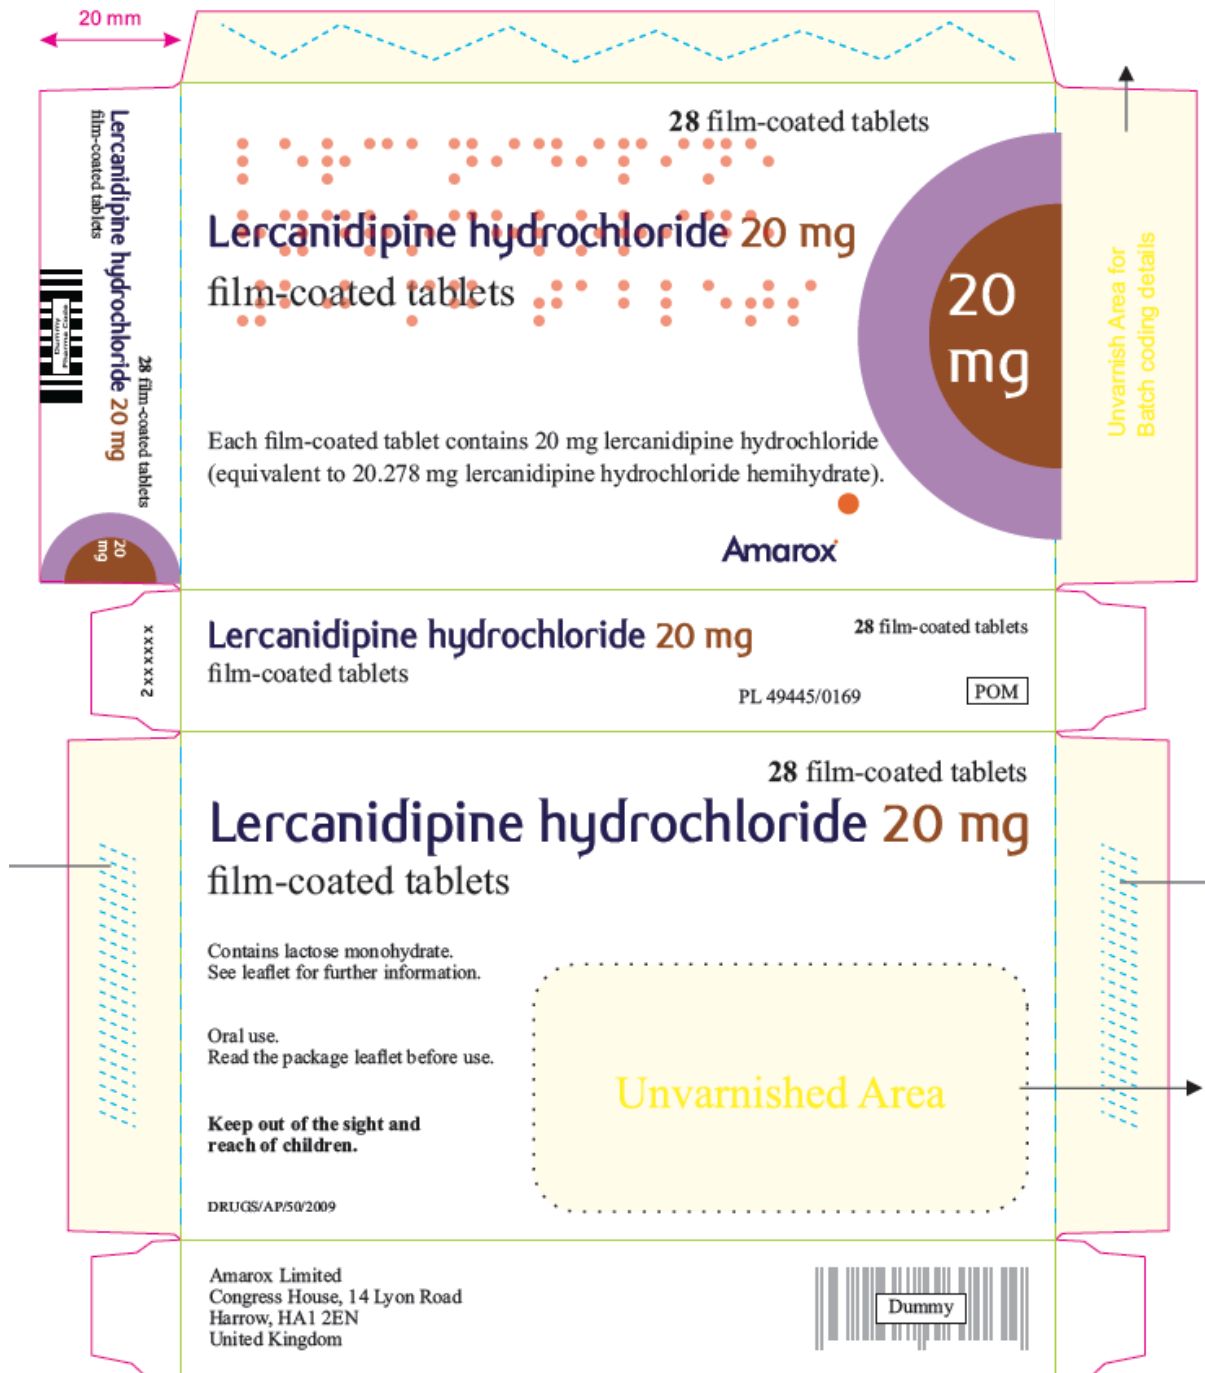 20 mm
28 film-coated tablets
Lercanidipine hydrochloride 20 mg
film-coated tablets
20
mg
Each film-coated tablet contains 20 mg lercanidipine hydrochloride
(equivalent to 20.278 mg lercanidipine hydrochloride hemihydrate).
Amarox
Lercanidipine hydrochloride 20 mg
film-coated tablets
28 film-coated tablets
20
mg
Dummy
Pharma Code
Unvarnish Area for
Batch coding details
2xxxxxx
Lercanidipine hydrochloride 20 mg
film-coated tablets
28 film-coated tablets
PL 49445/0169
POM
28 film-coated tablets
Lercanidipine hydrochloride 20 mg
film-coated tablets
Contains lactose monohydrate.
See leaflet for further information.
Oral use.
Read the package leaflet before use.
Keep out of the sight and
reach of children.
DRUGS/AP/50/2009
Unvarnished Area
Amarox Limited
Congress House, 14 Lyon Road
Harrow, HA1 2EN
United Kingdom
Dummy